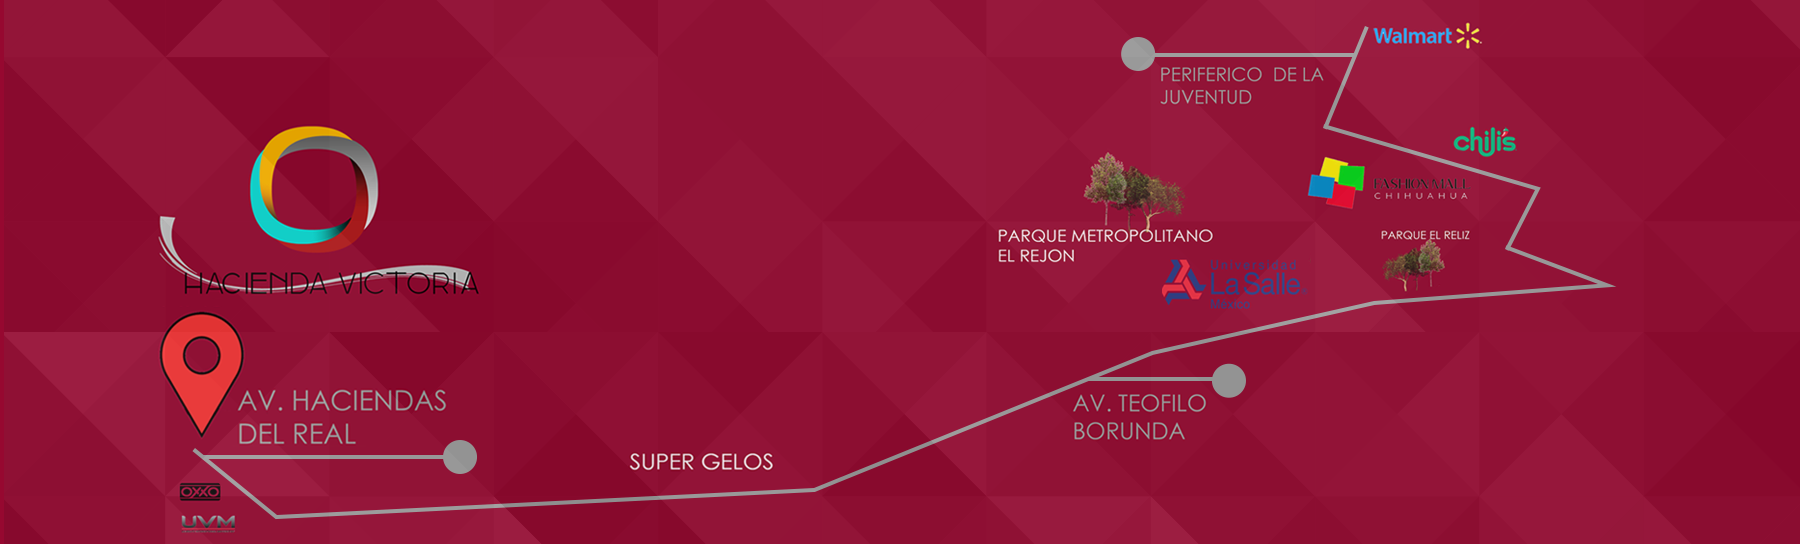 Walmart
PERIFERICO DE LA
JUVENTUD
chili's
FASHION MALL
CHIHUAHUA
PARQUE METROPOLITANO
EL REJON
PARQUE EL RELIZ
Universidad
La Salle
México
HACIENDA VICTORIA
AV. HACIENDAS
DEL REAL
AV. TEOFILO
BORUNDA
SUPER GELOS
OXXO
UVM